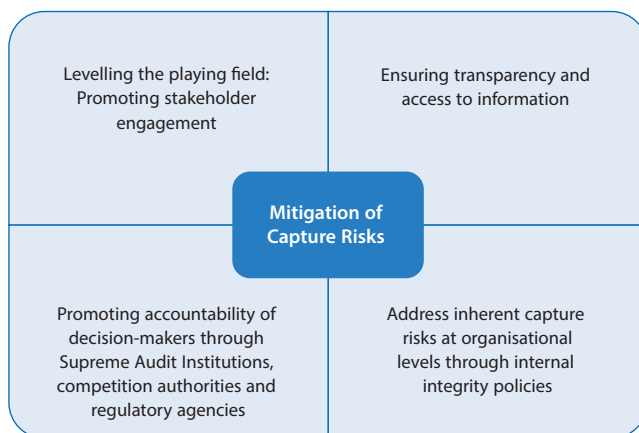 Levelling the playing field:
Promoting stakeholder
engagement
Ensuring transparency and
access to information
Mitigation of
Capture Risks
Promoting accountability of
decision-makers through
Supreme Audit Institutions,
competition authorities and
regulatory agencies
Address inherent capture
risks at organisational
levels through internal
integrity policies